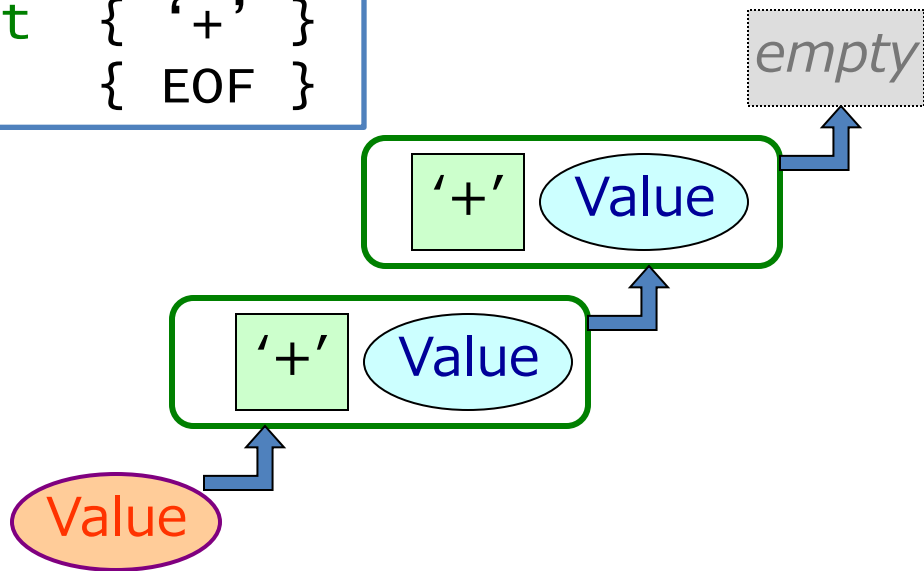 t { ‘+’ }
{ EOF }
empty
‘+’ Value
‘+’ Value
Value